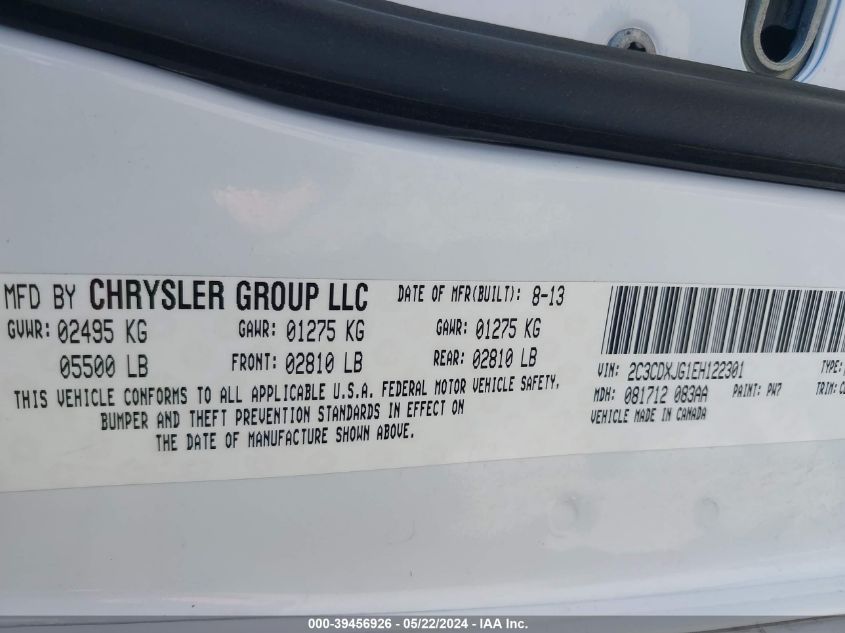 MFD BY CHRYSLER GROUP LLC DATE OF MFR(BUILT): 8-13
GVWR: 02495 KG GAWR: 01275 KG GAWR: 01275 KG
05500 LB FRONT: 02810 LB REAR: 02810 LB
THIS VEHICLE CONFORMS TO ALL APPLICABLE U.S.A. FEDERAL MOTOR VEHICLE SAFETY,
BUMPER AND THEFT PREVENTION STANDARDS IN EFFECT ON
THE DATE OF MANUFACTURE SHOWN ABOVE.
VIN: 2C3CDXJG1EH122301 TYPE:
MDH: 081712 083AA PAINT: PW7 TRIM:
VEHICLE MADE IN CANADA
000-39456926 - 05/22/2024 - IAA Inc.